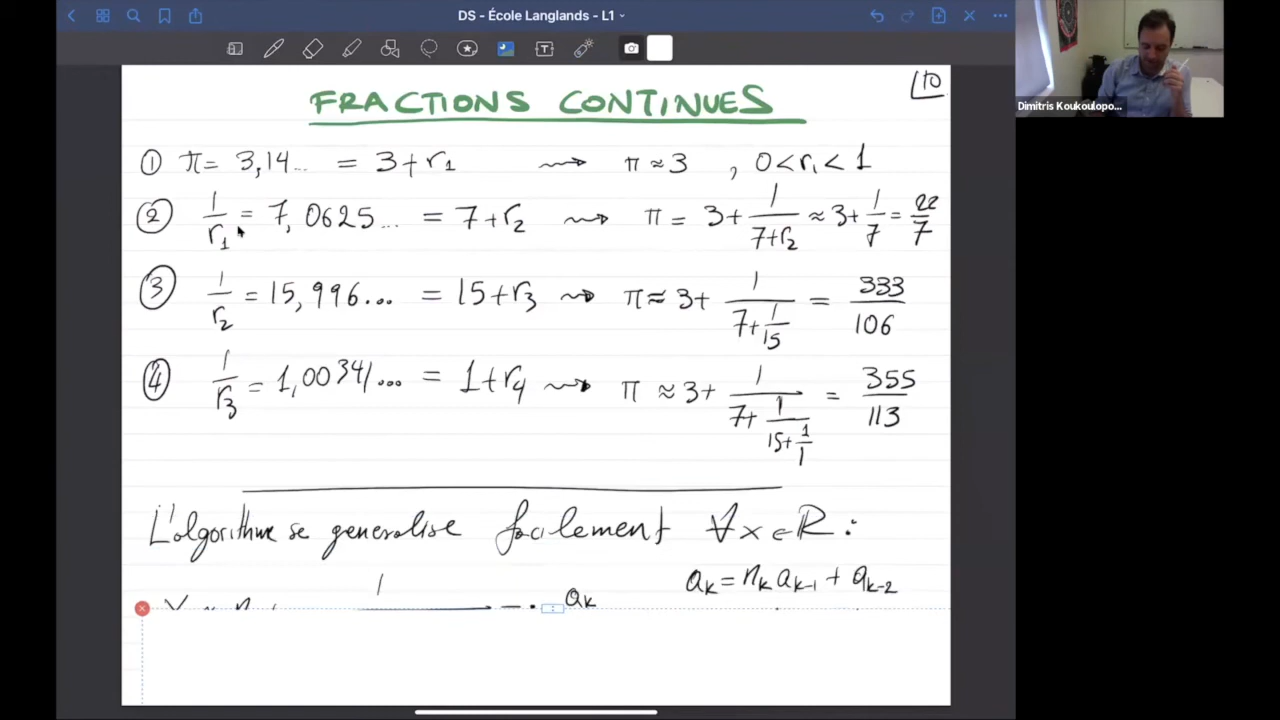 DS - École Langlands - L1
Dimitris Koukoulopo...
10
FRACTIONS CONTINUES
① π = 3,14... = 3 + r₁ ⇝ π ≈ 3 , 0 < r₁ < 1
② 1/r₁ = 7,0625... = 7 + r₂ ⇝ π = 3 + 1/(7 + r₂) ≈ 3 + 1/7 = 22/7
③ 1/r₂ = 15,996... = 15 + r₃ ⇝ π ≈ 3 + 1/(7 + 1/15) = 333/106
④ 1/r₃ = 1,00341... = 1 + r₄ ⇝ π ≈ 3 + 1/(7 + 1/(15 + 1/1)) = 355/113
L'algorithme se generalise facilement ∀x ∈ ℝ :
aₖ = nₖ aₖ₋₁ + aₖ₋₂
1
aₖ